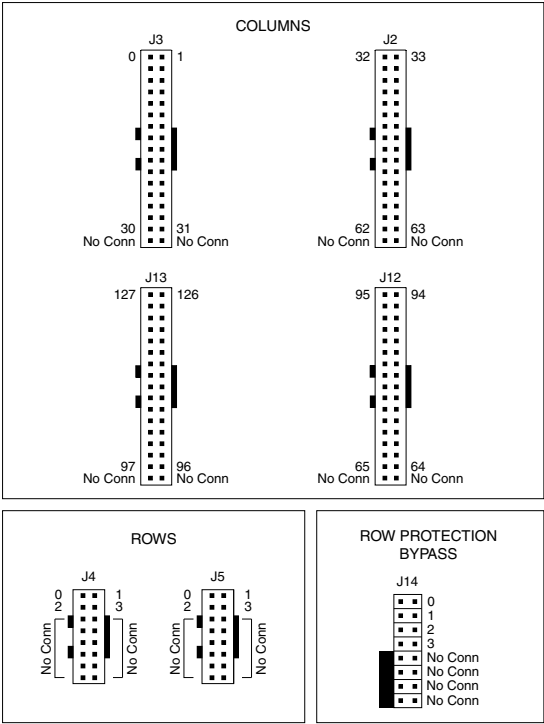 COLUMNS
J3
0 1
30 31
No Conn No Conn
J2
32 33
62 63
No Conn No Conn
J13
127 126
97 96
No Conn No Conn
J12
95 94
65 64
No Conn No Conn
ROWS
J4
0 1
2 3
No Conn No Conn
J5
0 1
2 3
No Conn No Conn
ROW PROTECTION
BYPASS
J14
0
1
2
3
No Conn
No Conn
No Conn
No Conn